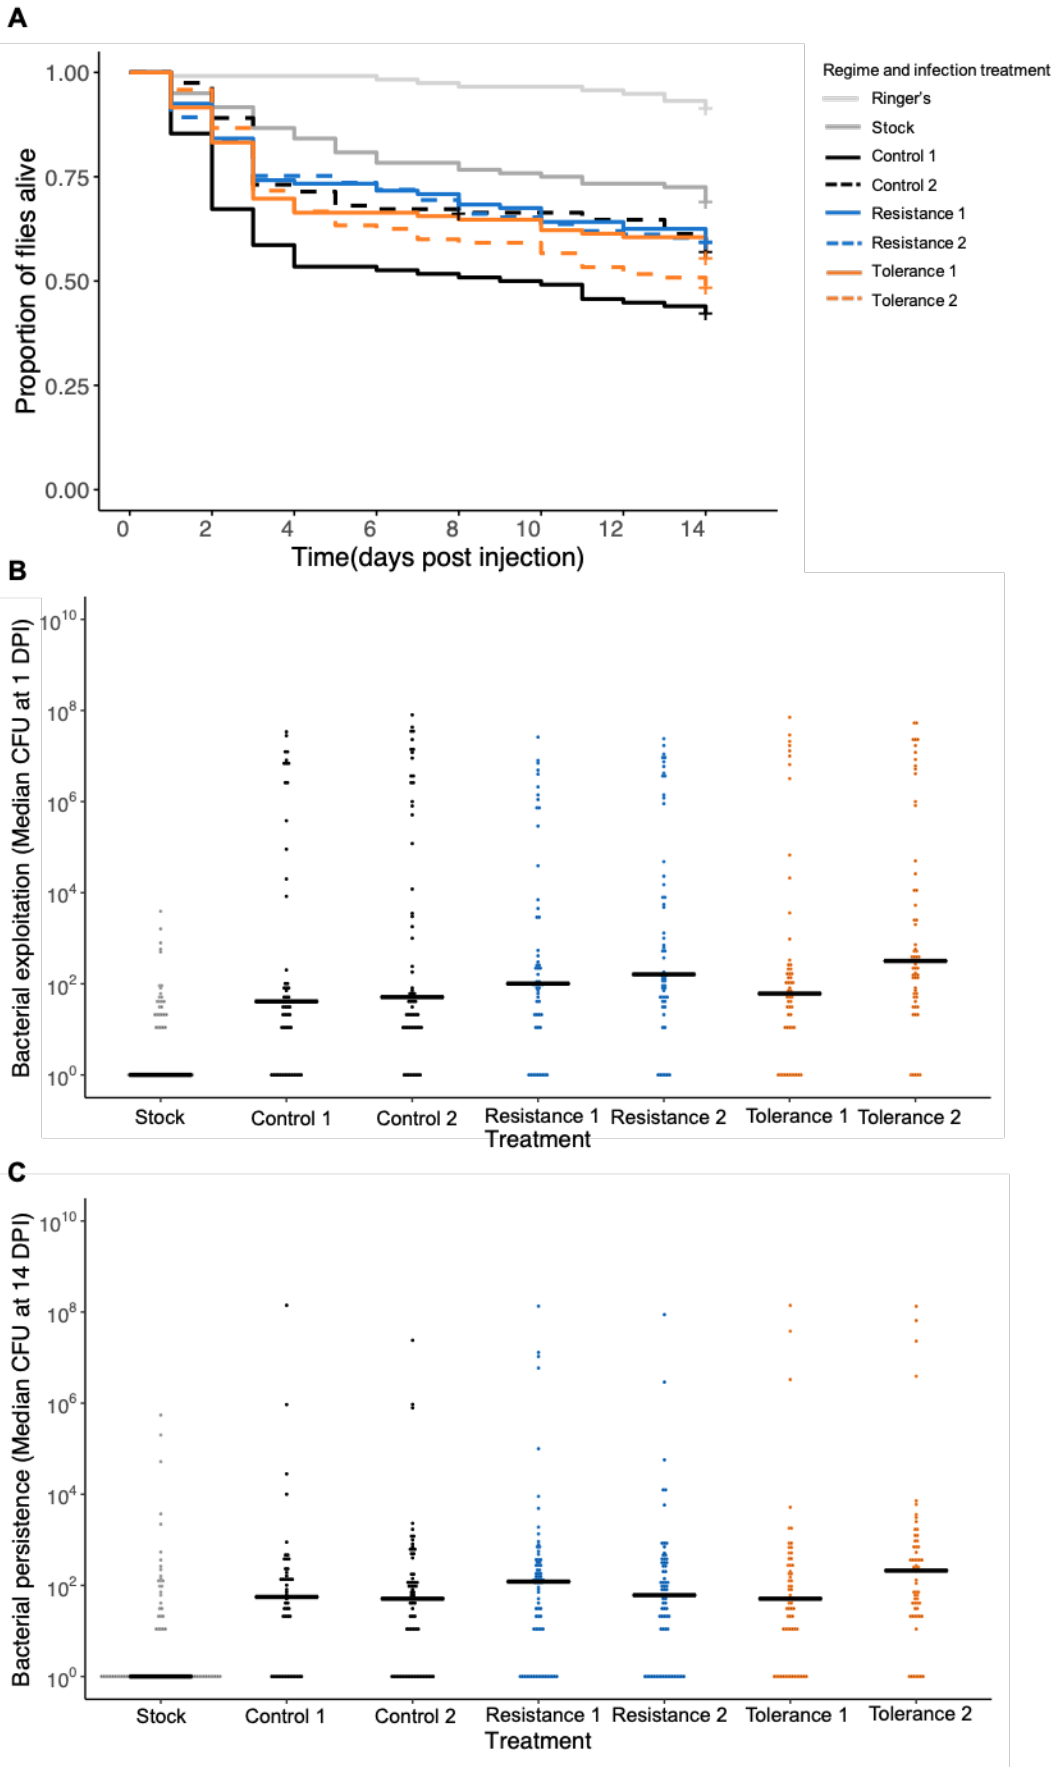 A
Regime and infection treatment
Ringer's
Stock
Control 1
Control 2
Resistance 1
Resistance 2
Tolerance 1
Tolerance 2
Proportion of flies alive
1.00
0.75
0.50
0.25
0.00
0 2 4 6 8 10 12 14
Time(days post injection)
B
Bacterial exploitation (Median CFU at 1 DPI)
10¹⁰
10⁸
10⁶
10⁴
10²
10⁰
Stock Control 1 Control 2 Resistance 1 Resistance 2 Tolerance 1 Tolerance 2
Treatment
C
Bacterial persistence (Median CFU at 14 DPI)
10¹⁰
10⁸
10⁶
10⁴
10²
10⁰
Stock Control 1 Control 2 Resistance 1 Resistance 2 Tolerance 1 Tolerance 2
Treatment